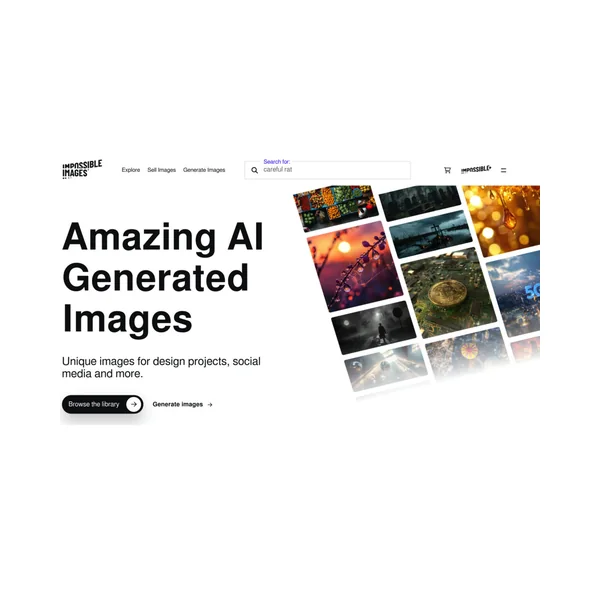 IMPOSSIBLE
IMAGES
Explore
Sell Images
Generate Images
Search for:
careful rat
IMPOSSIBLE
Amazing AI
Generated
Images
Unique images for design projects, social
media and more.
Browse the library
Generate images
5G